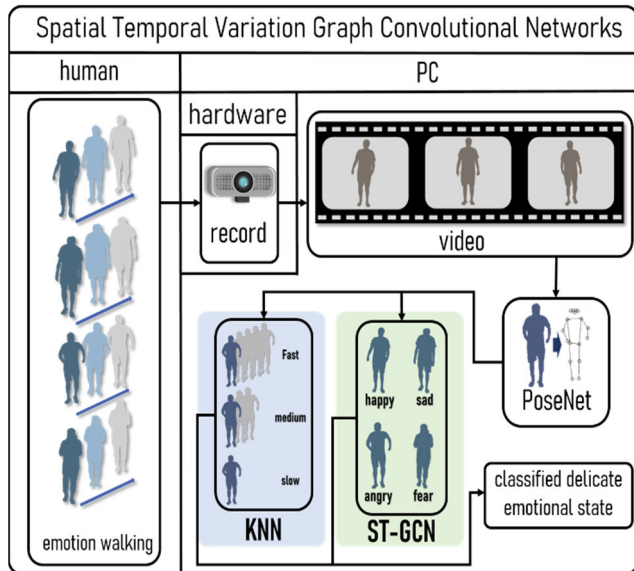 Spatial Temporal Variation Graph Convolutional Networks
human
PC
hardware
record
video
emotion walking
Fast
medium
slow
KNN
happy sad
angry fear
ST-GCN
PoseNet
classified delicate
emotional state